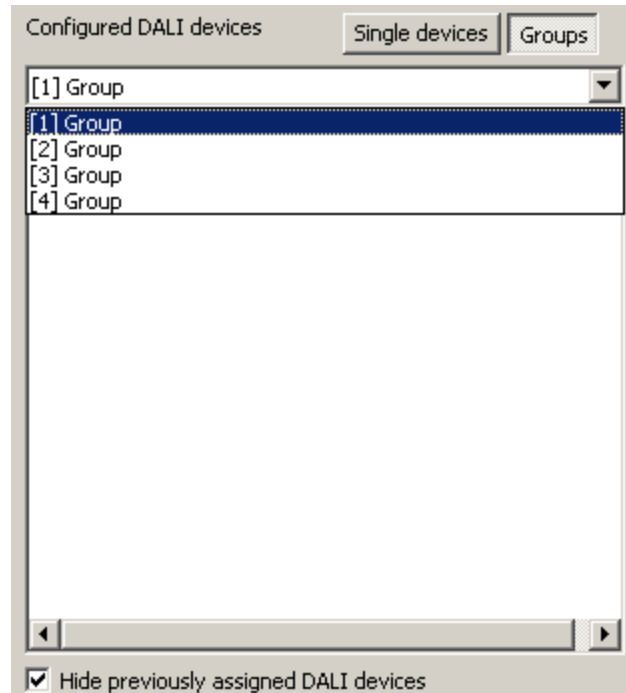 Configured DALI devices Single devices Groups
[1] Group
[1] Group
[2] Group
[3] Group
[4] Group
Hide previously assigned DALI devices